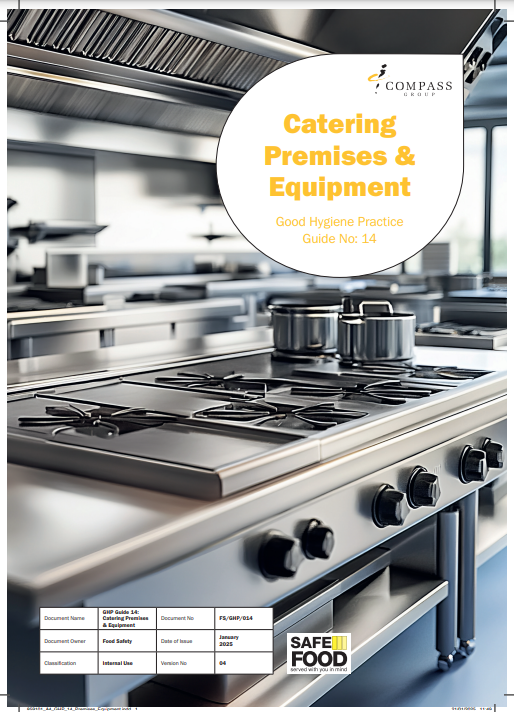 COMPASS
GROUP
Catering
Premises &
Equipment
Good Hygiene Practice
Guide No: 14
Document Name
GHP Guide 14:
Catering Premises
& Equipment
Document No
FS/GHP/014
Document Owner
Food Safety
Date of Issue
January
2025
Classification
Internal Use
Version No
04
SAFE
FOOD
served with you in mind